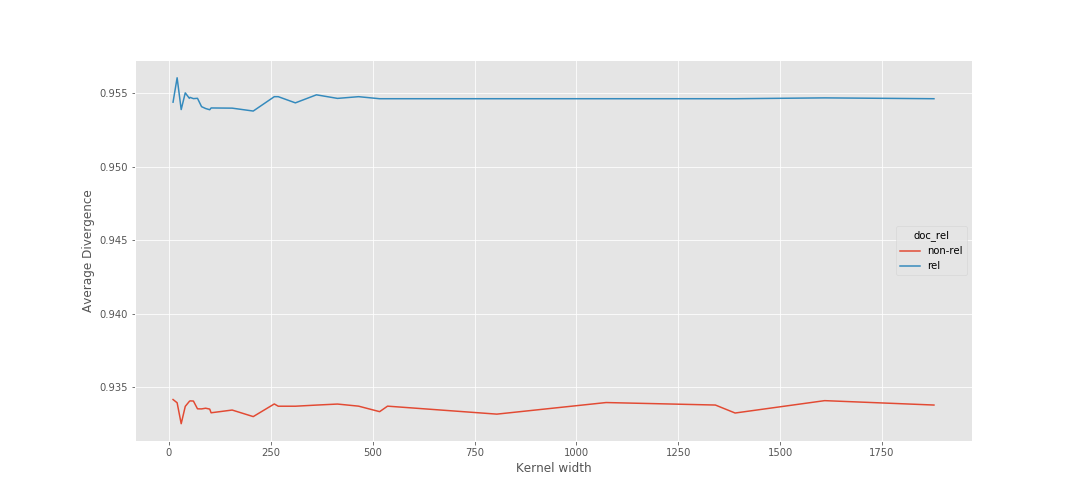 0.955
0.950
0.945
0.940
0.935
Average Divergence
doc_rel
non-rel
rel
0 250 500 750 1000 1250 1500 1750
Kernel width